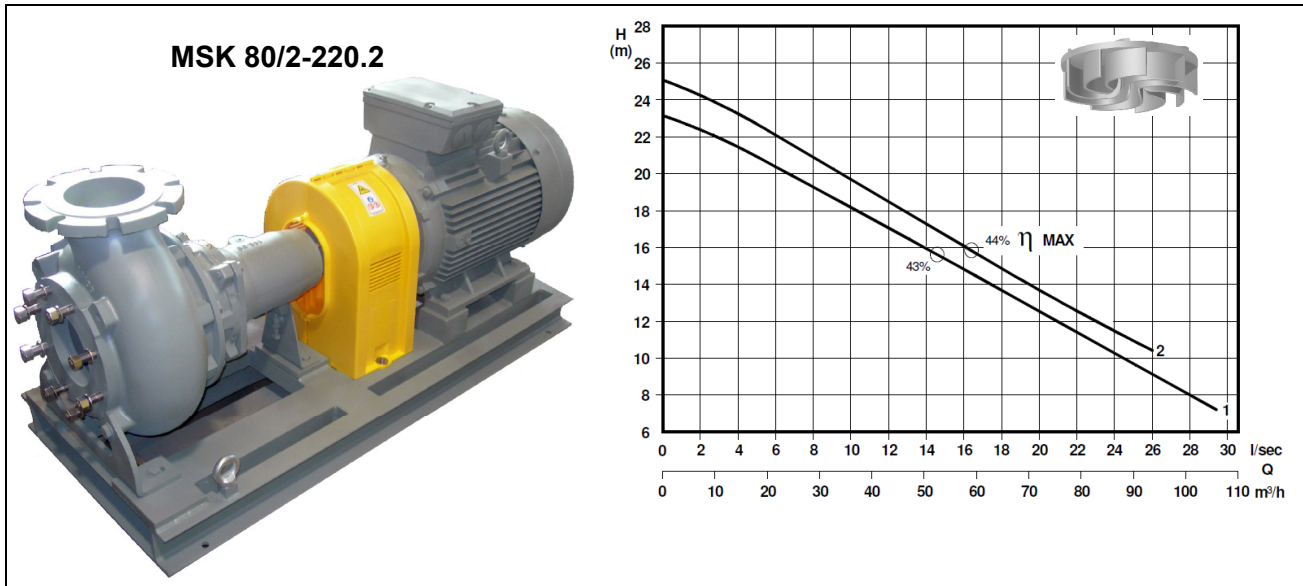 MSK 80/2-220.2
H
(m)
28
26
24
22
20
18
16
14
12
10
8
6
44% η MAX
43%
2
1
0 2 4 6 8 10 12 14 16 18 20 22 24 26 28 30 l/sec
Q
0 10 20 30 40 50 60 70 80 90 100 110 m³/h